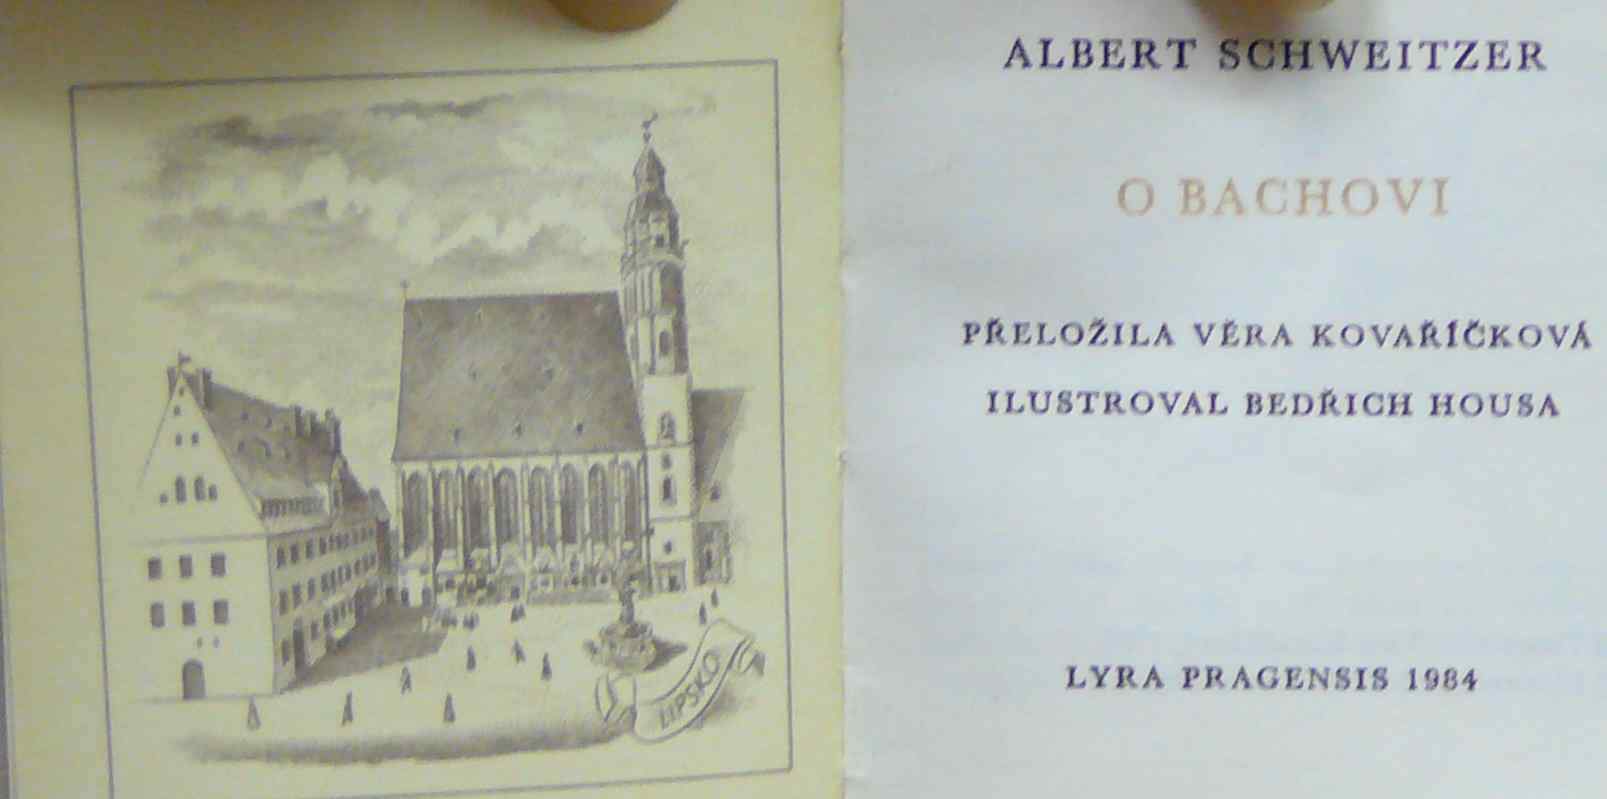 LIPSKO
ALBERT SCHWEITZER
O BACHOVI
PŘELOŽILA VĚRA KOVAŘÍČKOVÁ
ILUSTROVAL BEDŘICH HOUSA
LYRA PRAGENSIS 1984